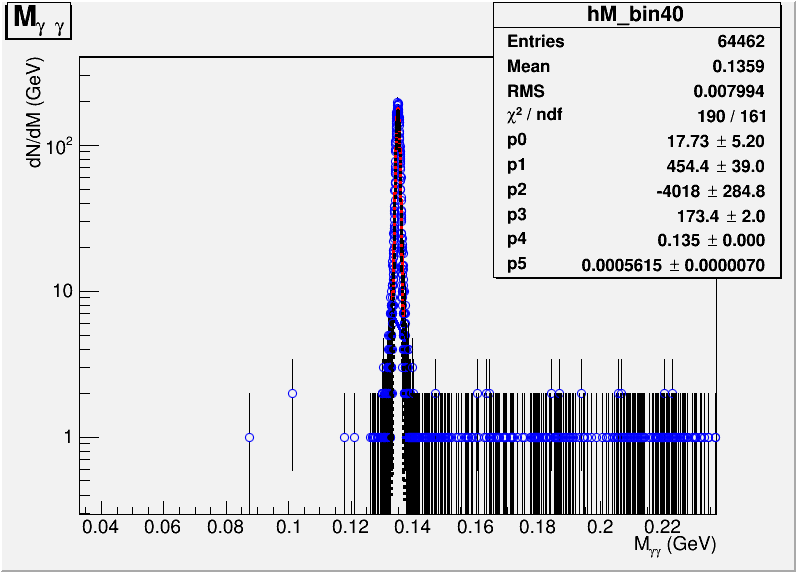 M γ γ
hM_bin40
Entries 64462
Mean 0.1359
RMS 0.007994
χ² / ndf 190 / 161
p0 17.73 ± 5.20
p1 454.4 ± 39.0
p2 -4018 ± 284.8
p3 173.4 ± 2.0
p4 0.135 ± 0.000
p5 0.0005615 ± 0.0000070
dN/dM (GeV)
10²
10
1
0.04 0.06 0.08 0.1 0.12 0.14 0.16 0.18 0.2 0.22
Mγγ (GeV)